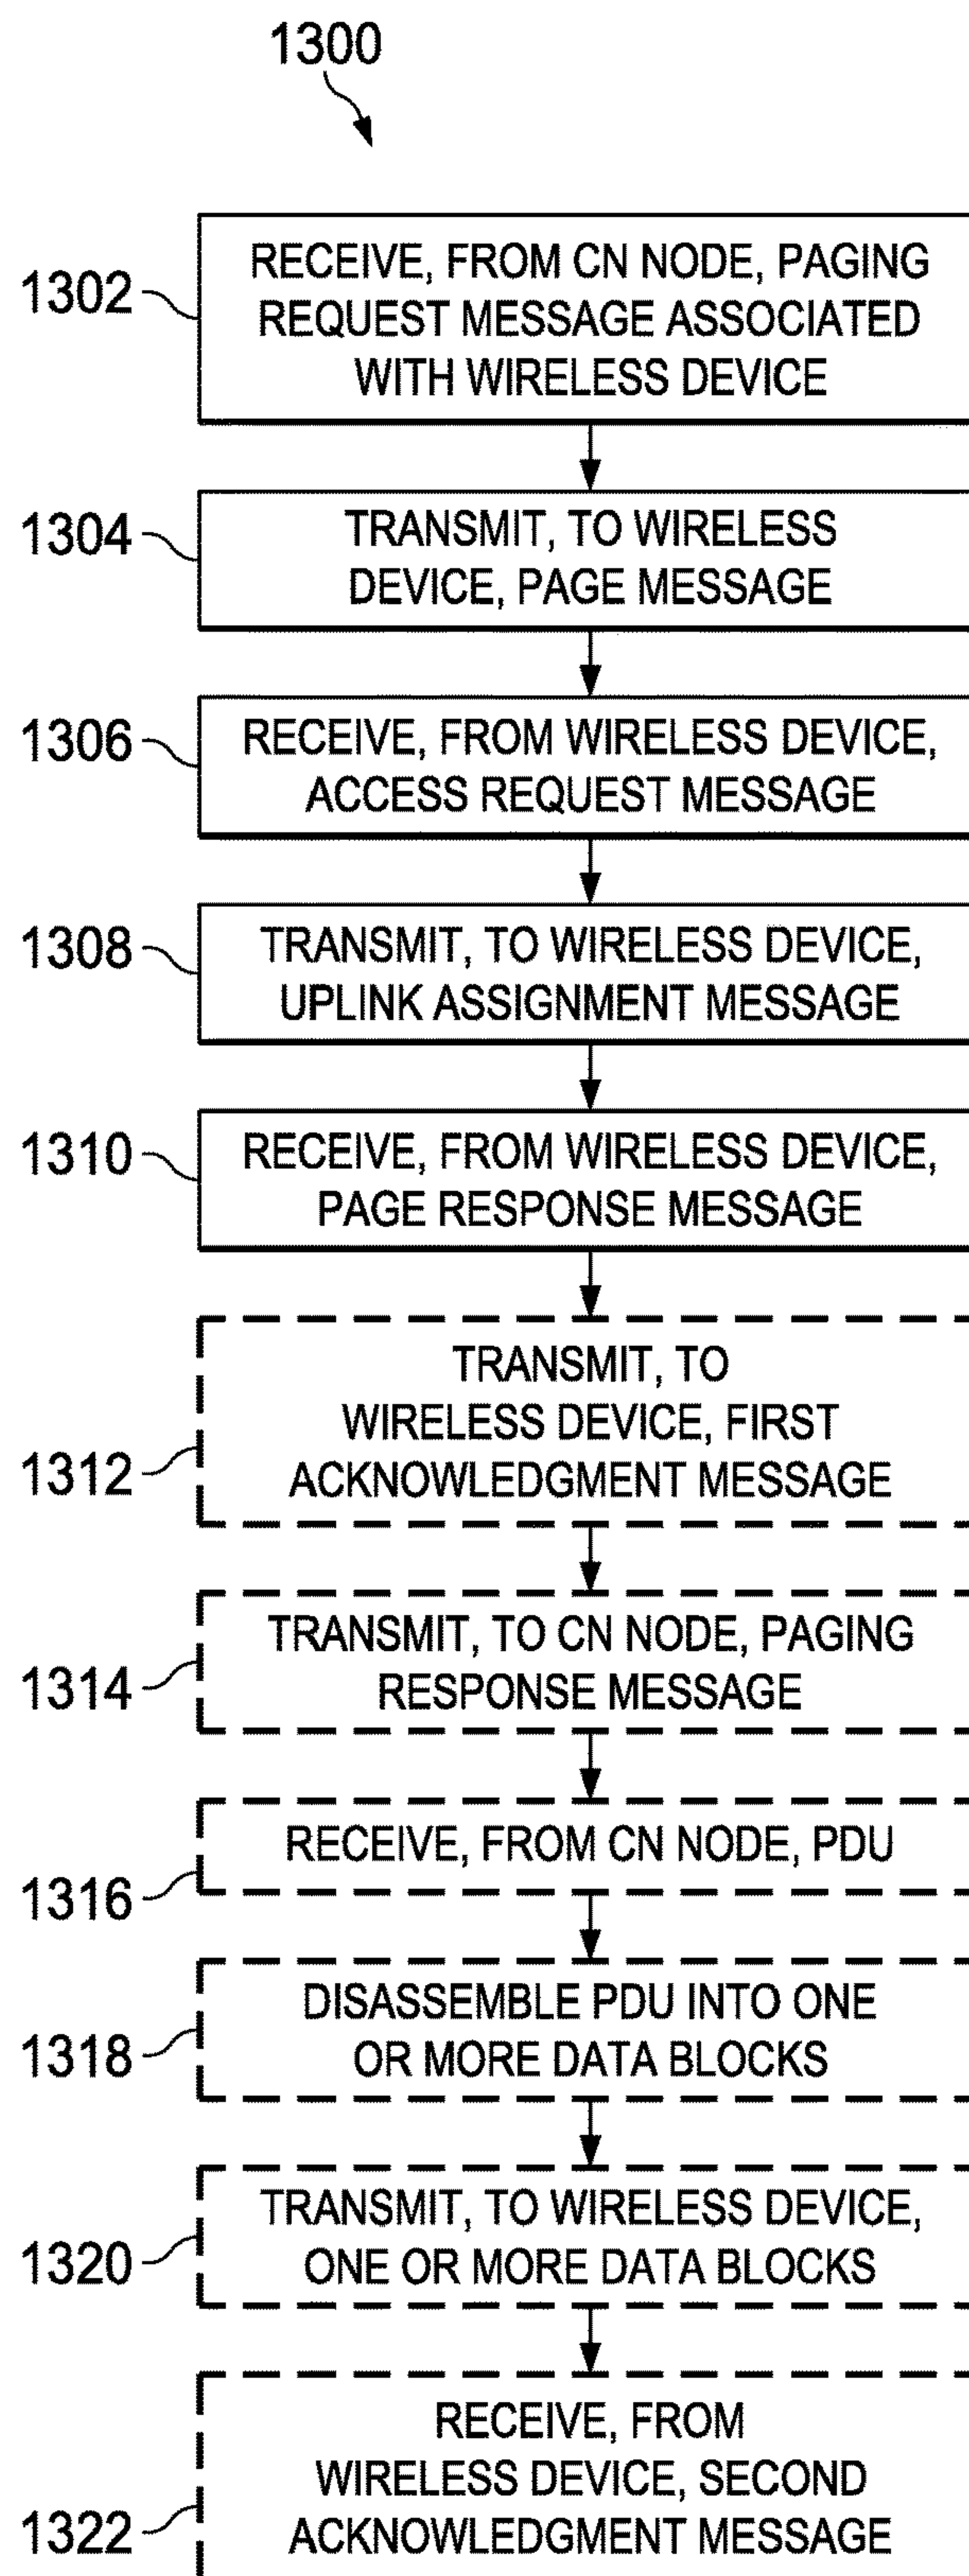 1300
1302
RECEIVE, FROM CN NODE, PAGING
REQUEST MESSAGE ASSOCIATED
WITH WIRELESS DEVICE
1304
TRANSMIT, TO WIRELESS
DEVICE, PAGE MESSAGE
1306
RECEIVE, FROM WIRELESS DEVICE,
ACCESS REQUEST MESSAGE
1308
TRANSMIT, TO WIRELESS DEVICE,
UPLINK ASSIGNMENT MESSAGE
1310
RECEIVE, FROM WIRELESS DEVICE,
PAGE RESPONSE MESSAGE
1312
TRANSMIT, TO
WIRELESS DEVICE, FIRST
ACKNOWLEDGMENT MESSAGE
1314
TRANSMIT, TO CN NODE, PAGING
RESPONSE MESSAGE
1316
RECEIVE, FROM CN NODE, PDU
1318
DISASSEMBLE PDU INTO ONE
OR MORE DATA BLOCKS
1320
TRANSMIT, TO WIRELESS DEVICE,
ONE OR MORE DATA BLOCKS
1322
RECEIVE, FROM
WIRELESS DEVICE, SECOND
ACKNOWLEDGMENT MESSAGE